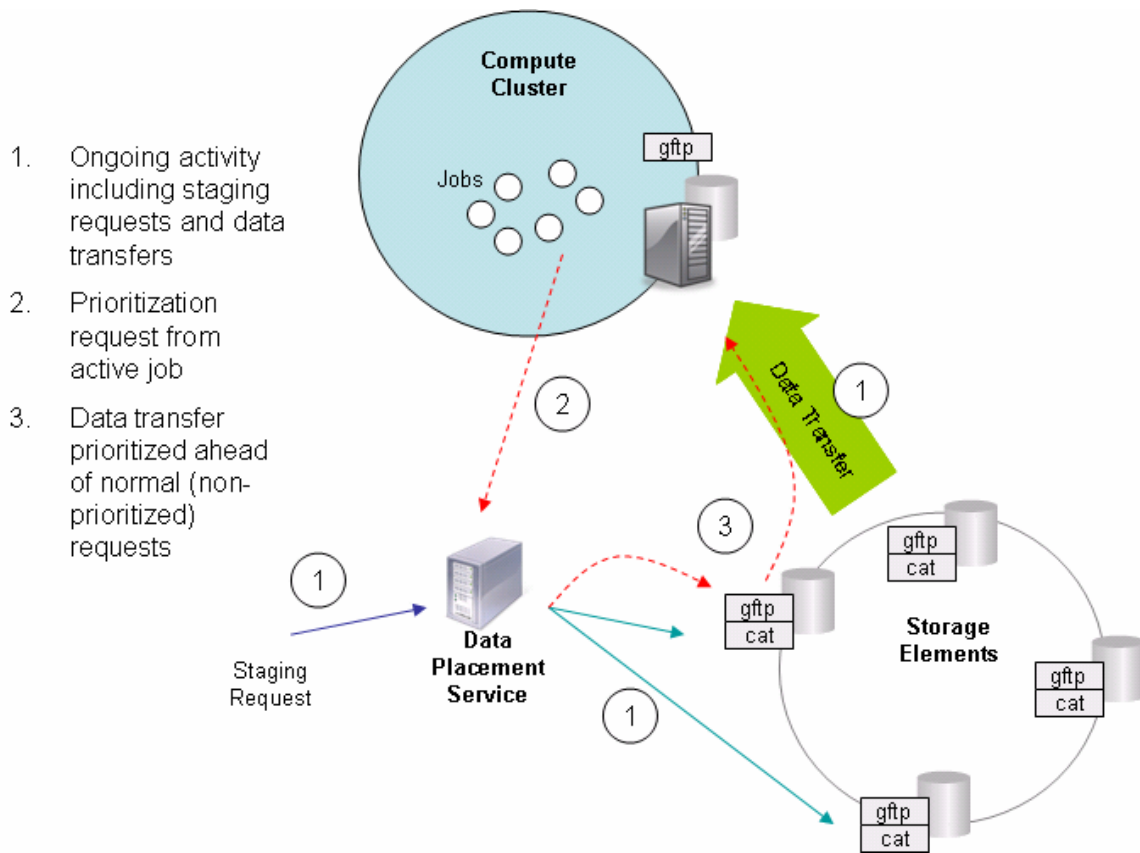 Compute
Cluster
gftp
Jobs
1. Ongoing activity
including staging
requests and data
transfers
2. Prioritization
request from
active job
3. Data transfer
prioritized ahead
of normal (non-
prioritized)
requests
2
1
Data Transfer
3
1
Staging
Request
Data
Placement
Service
1
gftp
cat
gftp
cat
Storage
Elements
gftp
cat
gftp
cat